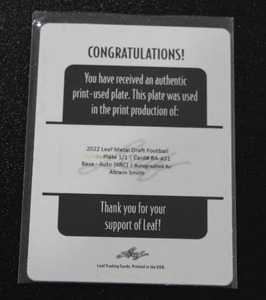 CONGRATULATIONS!
You have received an authentic
print-used plate. This plate was used
in the print production of:
2022 Leaf Metal Draft Football
Plate 1/1 | Card# BA-AS1
Base - Auto (XRC) | Autographed By:
Abram Smith
Thank you for your
support of Leaf!
Leaf
Leaf Trading Cards. Printed in the USA.